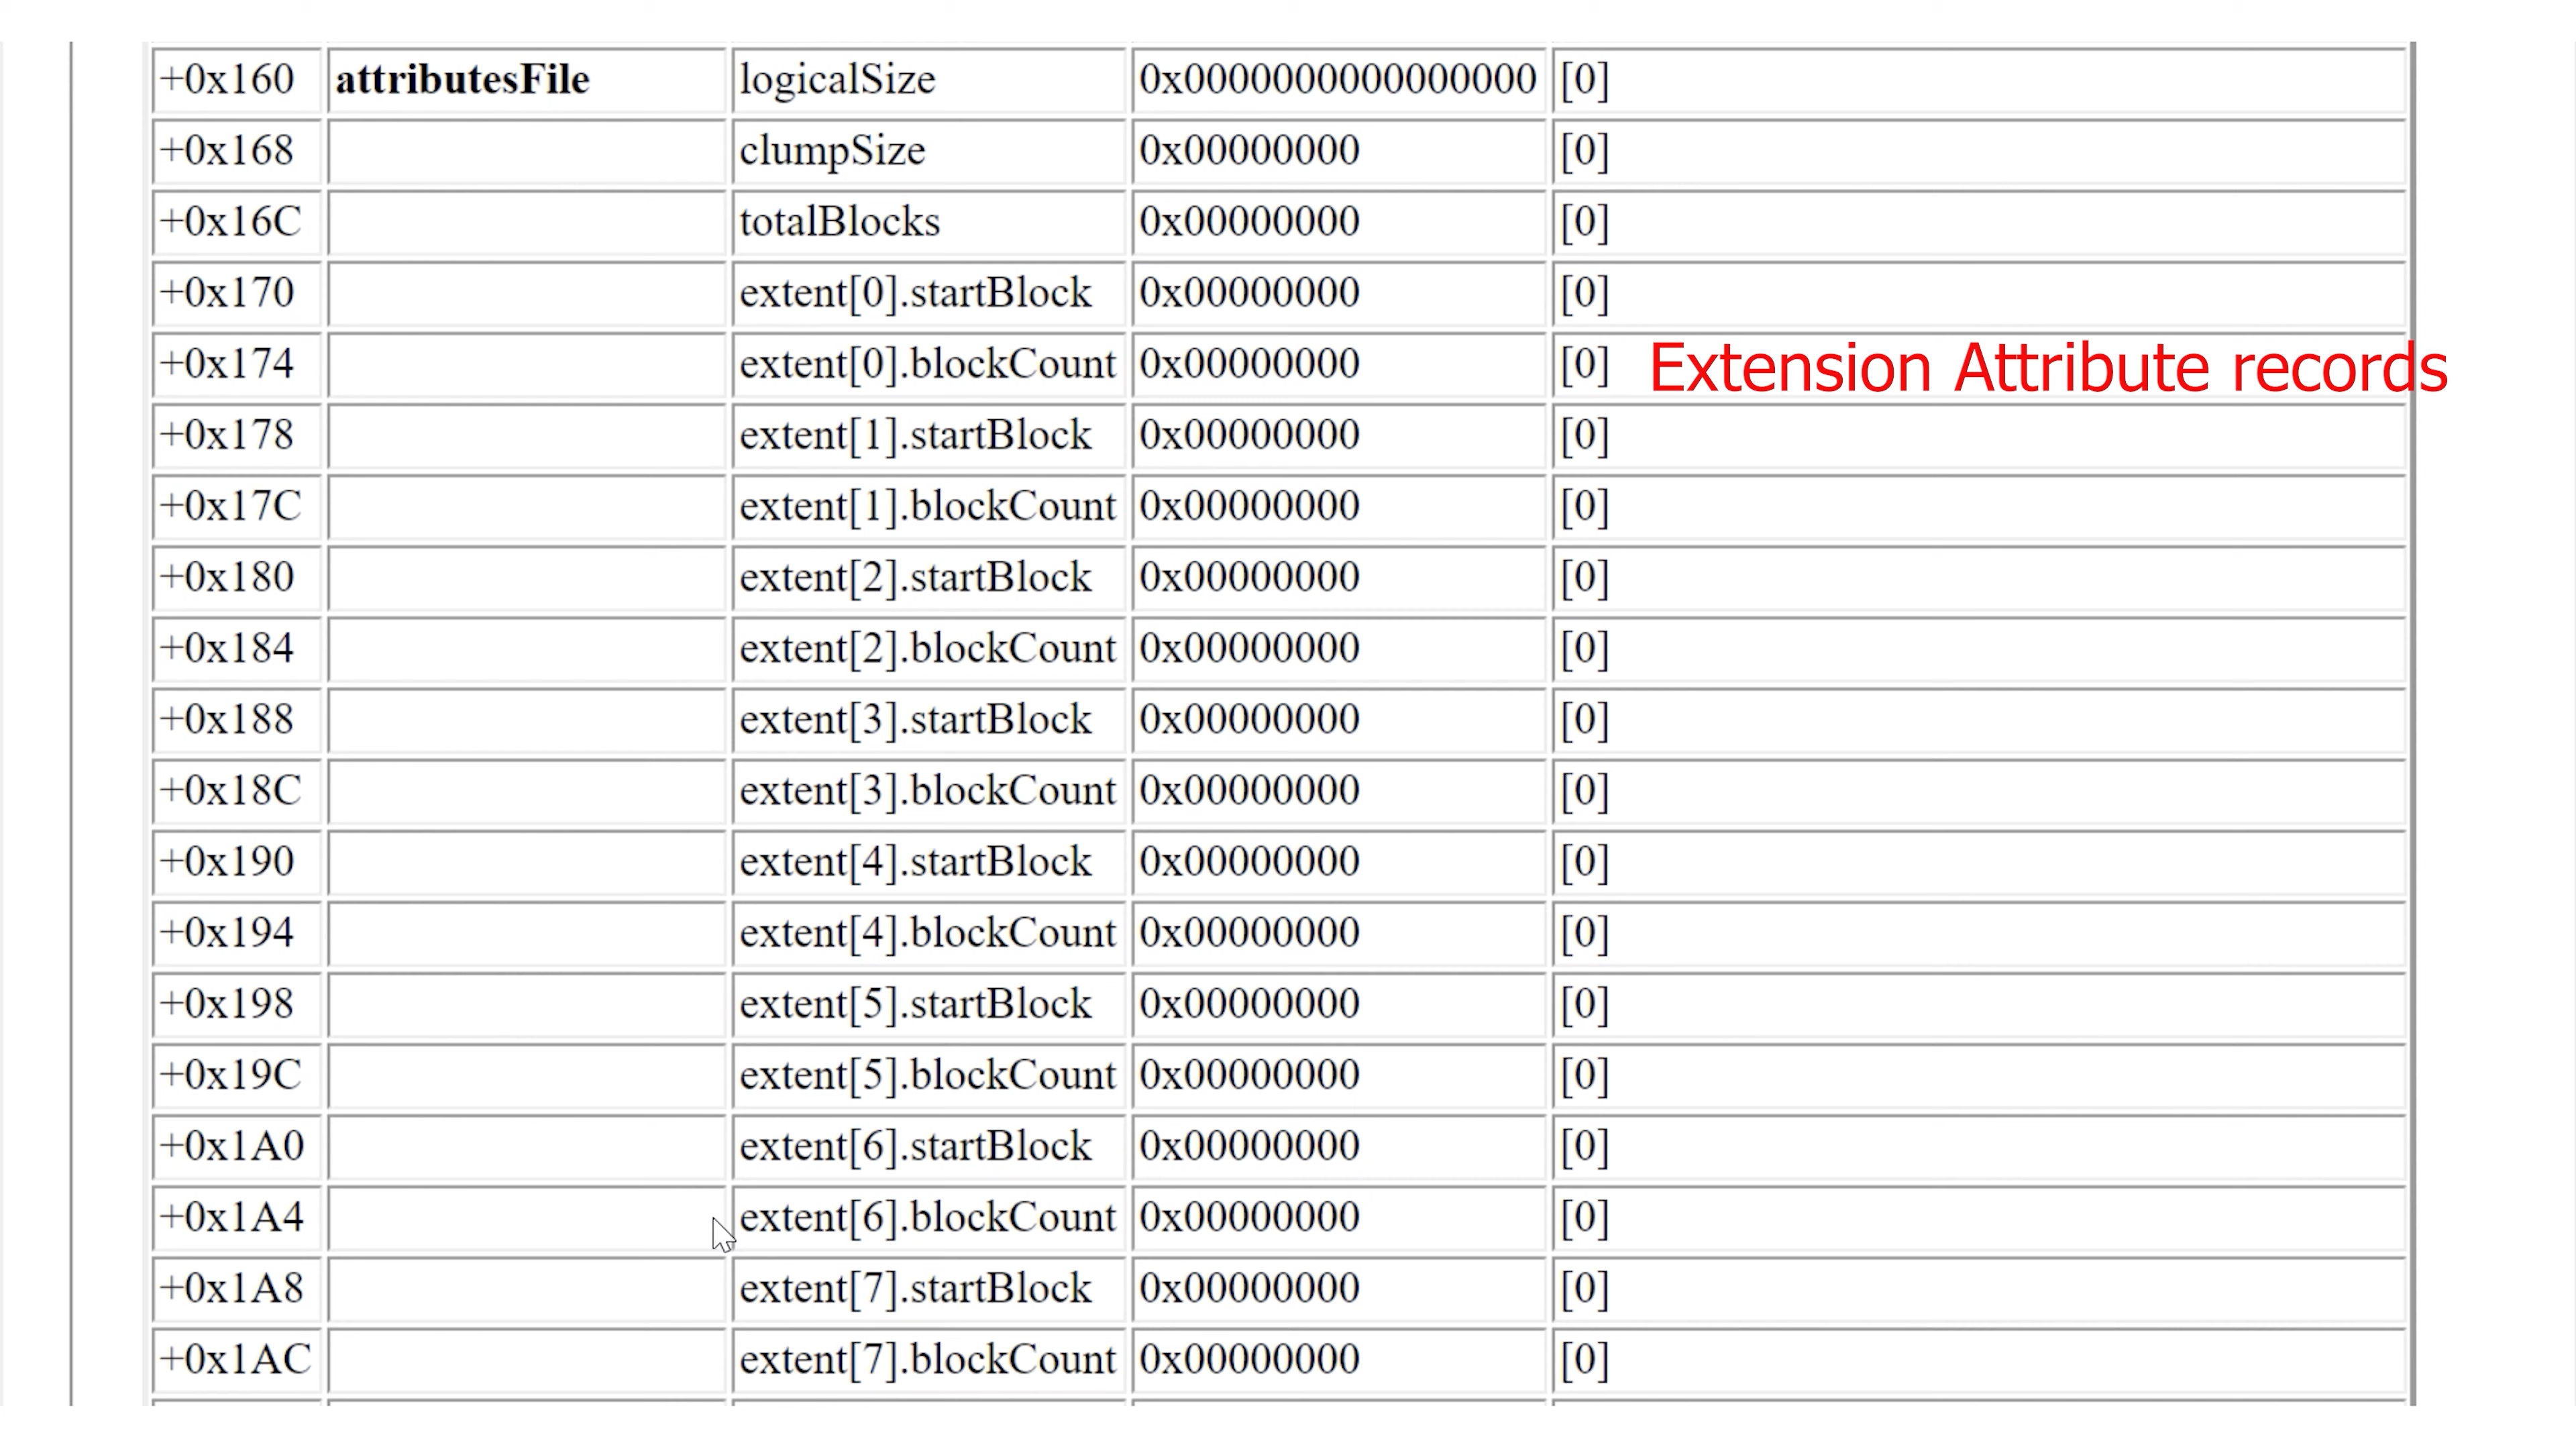 +0x160 attributesFile logicalSize 0x0000000000000000 [0]
+0x168 clumpSize 0x00000000 [0]
+0x16C totalBlocks 0x00000000 [0]
+0x170 extent[0].startBlock 0x00000000 [0]
+0x174 extent[0].blockCount 0x00000000 [0] Extension Attribute records
+0x178 extent[1].startBlock 0x00000000 [0]
+0x17C extent[1].blockCount 0x00000000 [0]
+0x180 extent[2].startBlock 0x00000000 [0]
+0x184 extent[2].blockCount 0x00000000 [0]
+0x188 extent[3].startBlock 0x00000000 [0]
+0x18C extent[3].blockCount 0x00000000 [0]
+0x190 extent[4].startBlock 0x00000000 [0]
+0x194 extent[4].blockCount 0x00000000 [0]
+0x198 extent[5].startBlock 0x00000000 [0]
+0x19C extent[5].blockCount 0x00000000 [0]
+0x1A0 extent[6].startBlock 0x00000000 [0]
+0x1A4 extent[6].blockCount 0x00000000 [0]
+0x1A8 extent[7].startBlock 0x00000000 [0]
+0x1AC extent[7].blockCount 0x00000000 [0]